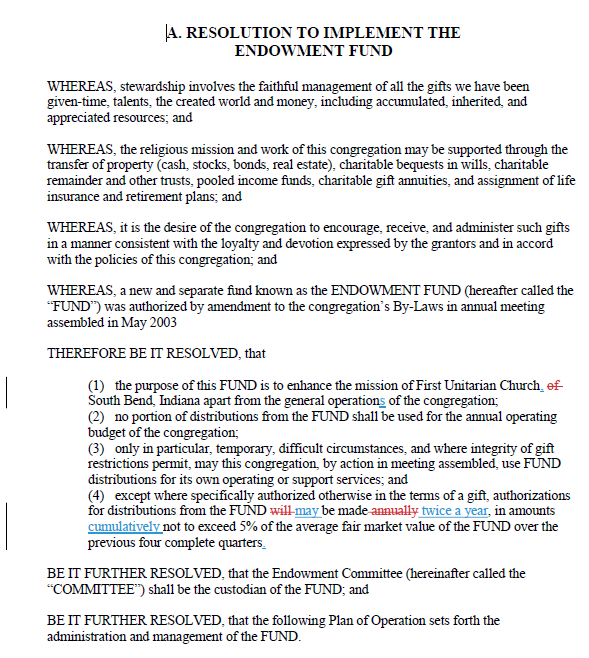 A. RESOLUTION TO IMPLEMENT THE
ENDOWMENT FUND
WHEREAS, stewardship involves the faithful management of all the gifts we have been
given-time, talents, the created world and money, including accumulated, inherited, and
appreciated resources; and
WHEREAS, the religious mission and work of this congregation may be supported through the
transfer of property (cash, stocks, bonds, real estate), charitable bequests in wills, charitable
remainder and other trusts, pooled income funds, charitable gift annuities, and assignment of life
insurance and retirement plans; and
WHEREAS, it is the desire of the congregation to encourage, receive, and administer such gifts
in a manner consistent with the loyalty and devotion expressed by the grantors and in accord
with the policies of this congregation; and
WHEREAS, a new and separate fund known as the ENDOWMENT FUND (hereafter called the
“FUND”) was authorized by amendment to the congregation’s By-Laws in annual meeting
assembled in May 2003
THEREFORE BE IT RESOLVED, that
(1) the purpose of this FUND is to enhance the mission of First Unitarian Church, of
South Bend, Indiana apart from the general operations of the congregation;
(2) no portion of distributions from the FUND shall be used for the annual operating
budget of the congregation;
(3) only in particular, temporary, difficult circumstances, and where integrity of gift
restrictions permit, may this congregation, by action in meeting assembled, use FUND
distributions for its own operating or support services; and
(4) except where specifically authorized otherwise in the terms of a gift, authorizations
for distributions from the FUND will may be made annually twice a year, in amounts
cumulatively not to exceed 5% of the average fair market value of the FUND over the
previous four complete quarters.
BE IT FURTHER RESOLVED, that the Endowment Committee (hereinafter called the
“COMMITTEE”) shall be the custodian of the FUND; and
BE IT FURTHER RESOLVED, that the following Plan of Operation sets forth the
administration and management of the FUND.